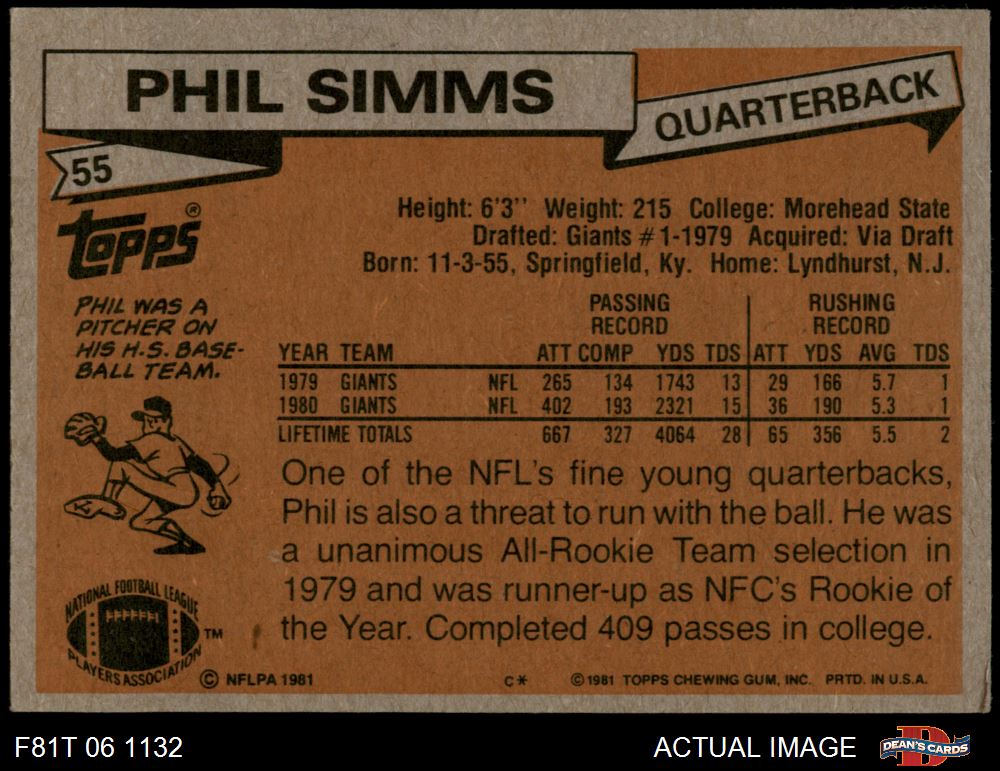 PHIL SIMMS
QUARTERBACK
55
TOPPS®
Height: 6'3'' Weight: 215 College: Morehead State
Drafted: Giants #1-1979 Acquired: Via Draft
Born: 11-3-55, Springfield, Ky. Home: Lyndhurst, N.J.
PHIL WAS A
PITCHER ON
HIS H.S. BASE-
BALL TEAM.
PASSING RUSHING
RECORD RECORD
YEAR TEAM ATT COMP YDS TDS ATT YDS AVG TDS
1979 GIANTS NFL 265 134 1743 13 29 166 5.7 1
1980 GIANTS NFL 402 193 2321 15 36 190 5.3 1
LIFETIME TOTALS 667 327 4064 28 65 356 5.5 2
One of the NFL's fine young quarterbacks,
Phil is also a threat to run with the ball. He was
a unanimous All-Rookie Team selection in
1979 and was runner-up as NFC's Rookie of
the Year. Completed 409 passes in college.
NATIONAL FOOTBALL LEAGUE
PLAYERS ASSOCIATION
TM
© NFLPA 1981 C* © 1981 TOPPS CHEWING GUM, INC. PRTD. IN U.S.A.
F81T 06 1132 ACTUAL IMAGE DEAN'S CARDS